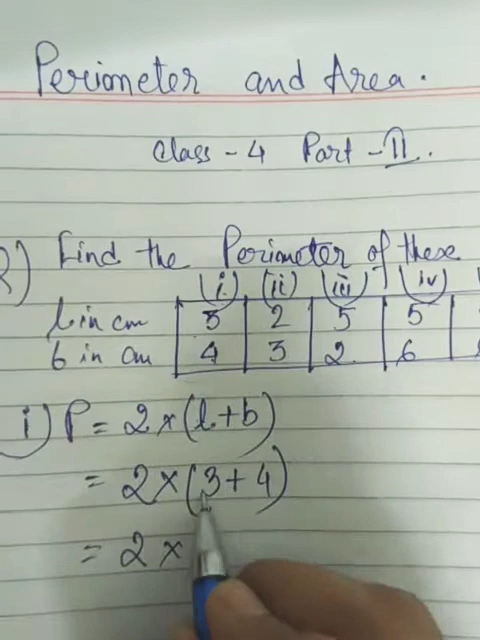 Perimeter and Area.
Class - 4 Part - II.
2) Find the Perimeter of these
(i) (ii) (iii) (iv)
l in cm 3 2 5 5
b in cm 4 3 2 6
i) P = 2 × (l + b)
= 2 × (3 + 4)
= 2 ×